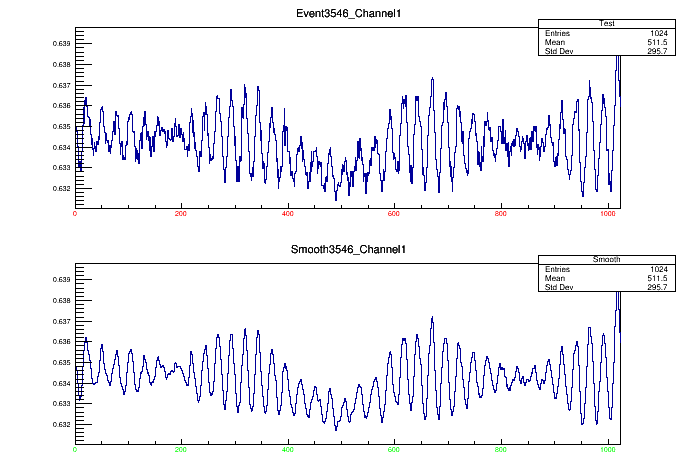 Event3546_Channel1
Test
Entries 1024
Mean 511.5
Std Dev 295.7
0.639
0.638
0.637
0.636
0.635
0.634
0.633
0.632
0 200 400 600 800 1000
Smooth3546_Channel1
Smooth
Entries 1024
Mean 511.5
Std Dev 295.7
0.639
0.638
0.637
0.636
0.635
0.634
0.633
0.632
0 200 400 600 800 1000